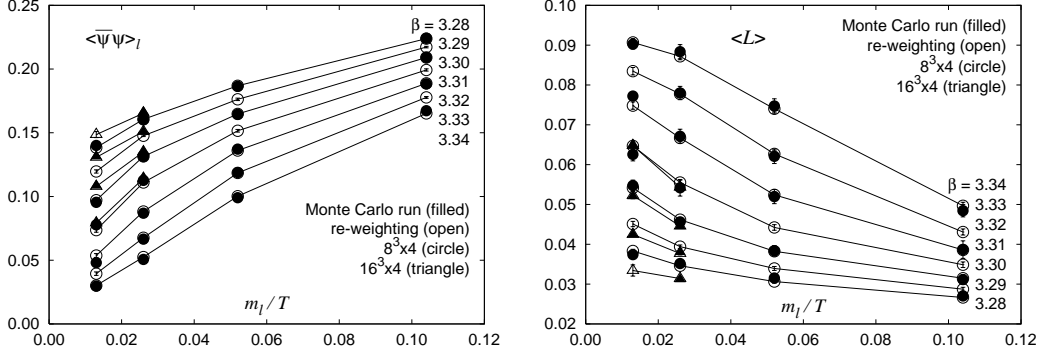 <ψ̅ψ>l
β = 3.28
3.29
3.30
3.31
3.32
3.33
3.34
Monte Carlo run (filled)
re-weighting (open)
8³x4 (circle)
16³x4 (triangle)
0.25
0.20
0.15
0.10
0.05
0.00
0.00 0.02 0.04 0.06 0.08 0.10 0.12
ml / T
<L>
Monte Carlo run (filled)
re-weighting (open)
8³x4 (circle)
16³x4 (triangle)
β = 3.34
3.33
3.32
3.31
3.30
3.29
3.28
0.10
0.09
0.08
0.07
0.06
0.05
0.04
0.03
0.02
0.00 0.02 0.04 0.06 0.08 0.10 0.12
ml / T